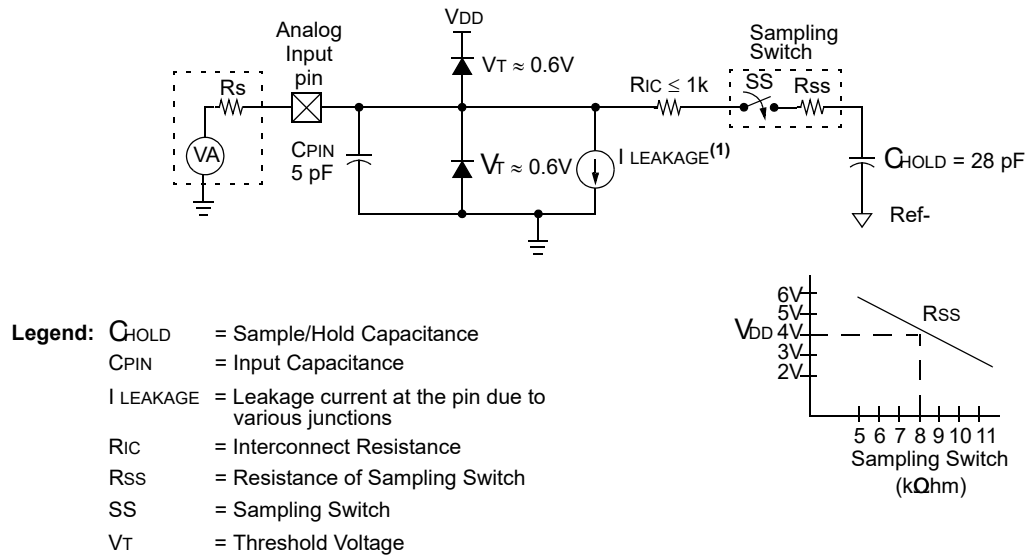 VDD
Sampling
Switch
Analog
Input
pin
VT ≈ 0.6V
RIC ≤ 1k
SS
RSS
Rs
VA
CPIN
5 pF
VT ≈ 0.6V
I LEAKAGE(1)
CHOLD = 28 pF
Ref-
6V
5V
VDD 4V
3V
2V
RSS
5 6 7 8 9 10 11
Sampling Switch
(kΩhm)
Legend: CHOLD = Sample/Hold Capacitance
CPIN = Input Capacitance
I LEAKAGE = Leakage current at the pin due to
various junctions
RIC = Interconnect Resistance
RSS = Resistance of Sampling Switch
SS = Sampling Switch
VT = Threshold Voltage